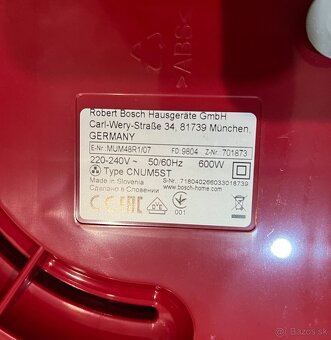 >ABS<
Robert Bosch Hausgeräte GmbH
Carl-Wery-Straße 34, 81739 München,
GERMANY
E-Nr. MUM48R1/07 FD: 9804 Z-Nr. 701873
220-240V ~ 50/60Hz 600W
Type CNUM5ST
Made in Slovenia
Сделано в Словении
S-Nr.: 718040266033018739
www.bosch-home.com
001
Bazos.sk